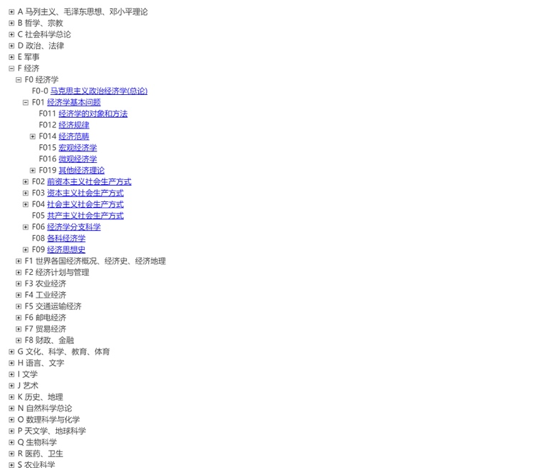 A 马列主义、毛泽东思想、邓小平理论
B 哲学、宗教
C 社会科学总论
D 政治、法律
E 军事
F 经济
F0 经济学
F0-0 马克思主义政治经济学(总论)
F01 经济学基本问题
F011 经济学的对象和方法
F012 经济规律
F014 经济范畴
F015 宏观经济学
F016 微观经济学
F019 其他经济理论
F02 前资本主义社会生产方式
F03 资本主义社会生产方式
F04 社会主义社会生产方式
F05 共产主义社会生产方式
F06 经济学分支科学
F08 各科经济学
F09 经济思想史
F1 世界各国经济概况、经济史、经济地理
F2 经济计划与管理
F3 农业经济
F4 工业经济
F5 交通运输经济
F6 邮电经济
F7 贸易经济
F8 财政、金融
G 文化、科学、教育、体育
H 语言、文字
I 文学
J 艺术
K 历史、地理
N 自然科学总论
O 数理科学与化学
P 天文学、地球科学
Q 生物科学
R 医药、卫生
S 农业科学